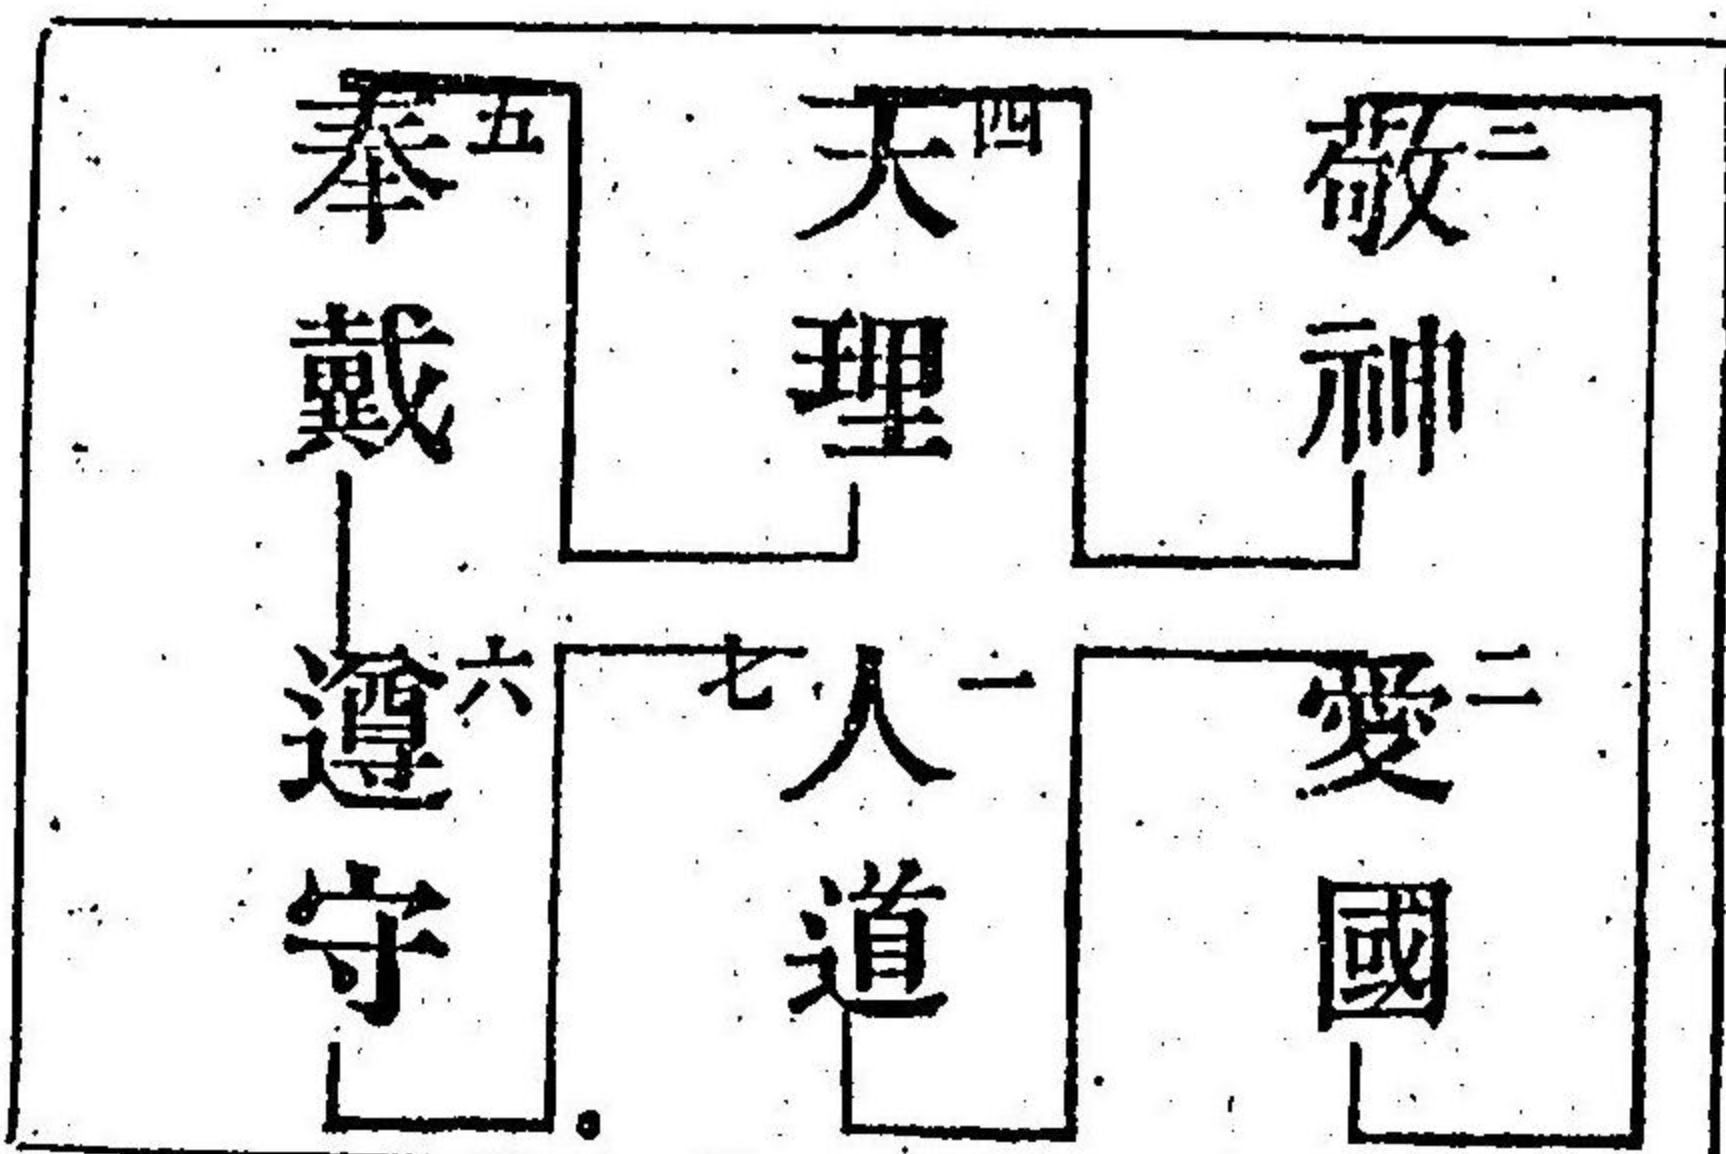 三 敬神
二 愛國
四 天理
一 人道 七
五 奉戴
六 遵守